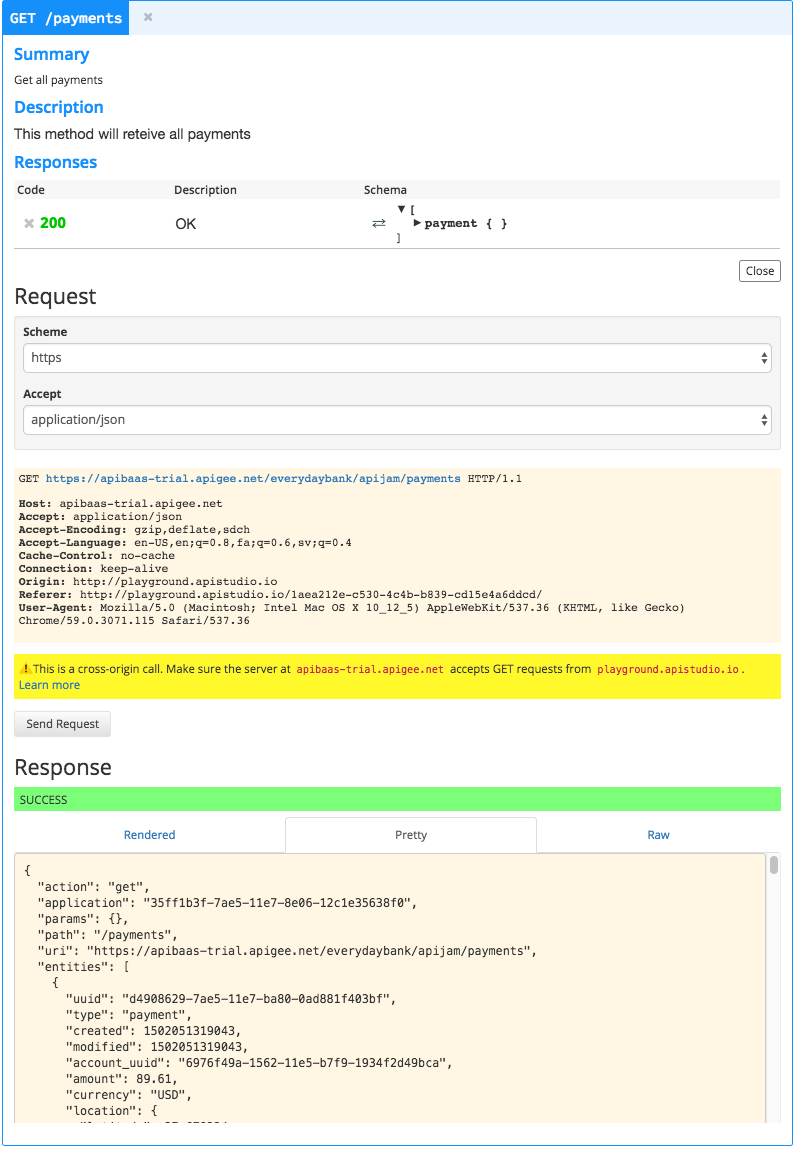 GET /payments ×
Summary
Get all payments
Description
This method will reteive all payments
Responses
Code Description Schema
× 200 OK ⇄ ▼ [
▶ payment { }
]
Close
Request
Scheme
https
Accept
application/json
GET https://apibaas-trial.apigee.net/everydaybank/apijam/payments HTTP/1.1
Host: apibaas-trial.apigee.net
Accept: application/json
Accept-Encoding: gzip,deflate,sdch
Accept-Language: en-US,en;q=0.8,fa;q=0.6,sv;q=0.4
Cache-Control: no-cache
Connection: keep-alive
Origin: http://playground.apistudio.io
Referer: http://playground.apistudio.io/1aea212e-c530-4c4b-b839-cd15e4a6ddcd/
User-Agent: Mozilla/5.0 (Macintosh; Intel Mac OS X 10_12_5) AppleWebKit/537.36 (KHTML, like Gecko)
Chrome/59.0.3071.115 Safari/537.36
⚠This is a cross-origin call. Make sure the server at apibaas-trial.apigee.net accepts GET requests from playground.apistudio.io.
Learn more
Send Request
Response
SUCCESS
Rendered Pretty Raw
{
"action": "get",
"application": "35ff1b3f-7ae5-11e7-8e06-12c1e35638f0",
"params": {},
"path": "/payments",
"uri": "https://apibaas-trial.apigee.net/everydaybank/apijam/payments",
"entities": [
{
"uuid": "d4908629-7ae5-11e7-ba80-0ad881f403bf",
"type": "payment",
"created": 1502051319043,
"modified": 1502051319043,
"account_uuid": "6976f49a-1562-11e5-b7f9-1934f2d49bca",
"amount": 89.61,
"currency": "USD",
"location": {